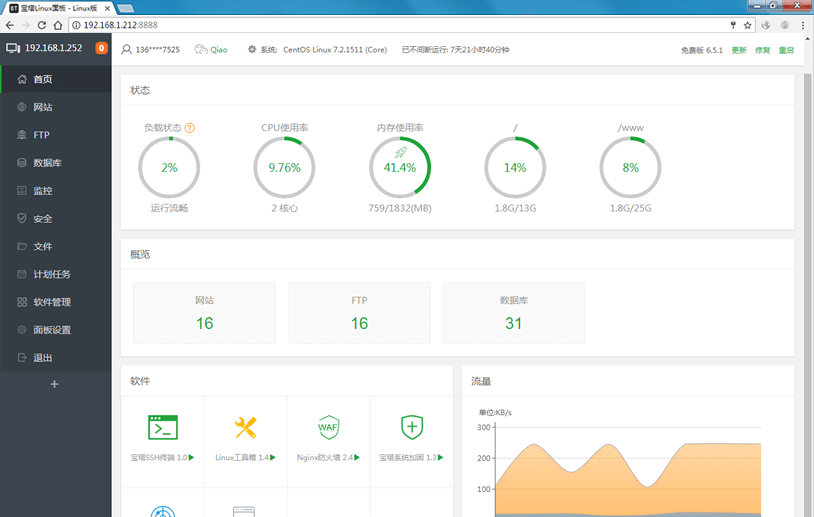 宝塔Linux面板 - Linux版
192.168.1.212:8888
192.168.1.252 0
136****7525 Qiao 系统: CentOS Linux 7.2.1511 (Core) 已不间断运行: 7天21小时40分钟 免费版 6.5.1 更新 修复 重启
首页
网站
FTP
数据库
监控
安全
文件
计划任务
软件管理
面板设置
退出
状态
负载状态 ? CPU使用率 内存使用率 / /www
2% 9.76% 41.4% 14% 8%
运行流畅 2 核心 759/1832(MB) 1.8G/13G 1.8G/25G
概览
网站 FTP 数据库
16 16 31
软件
WAF
宝塔SSH终端 1.0 Linux工具箱 1.4 Nginx防火墙 2.4 宝塔系统加固 1.3
流量
单位:KB/s
300
200
100